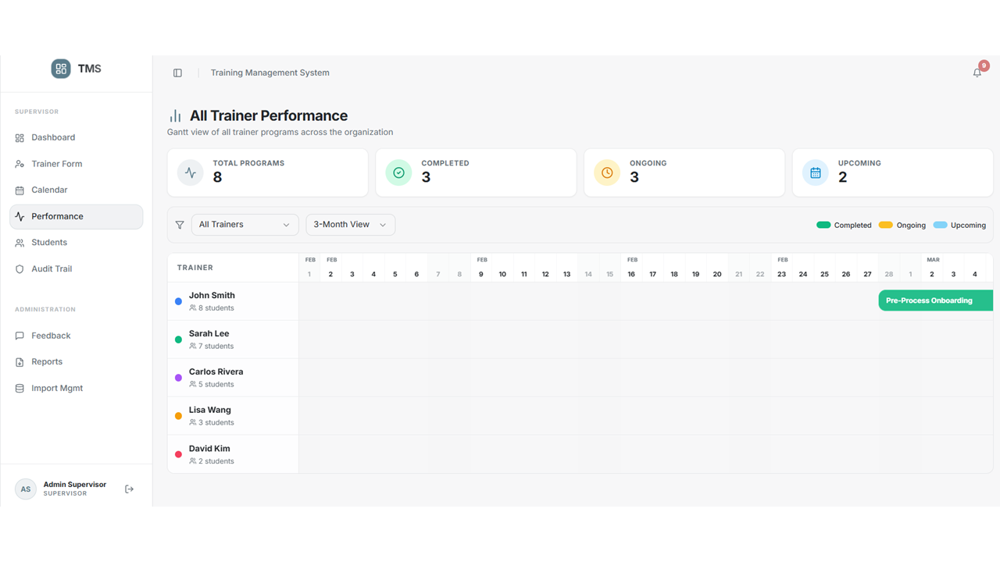 TMS
Training Management System
9
SUPERVISOR
Dashboard
Trainer Form
Calendar
Performance
Students
Audit Trail
ADMINISTRATION
Feedback
Reports
Import Mgmt
AS
Admin Supervisor
SUPERVISOR
All Trainer Performance
Gantt view of all trainer programs across the organization
TOTAL PROGRAMS
8
COMPLETED
3
ONGOING
3
UPCOMING
2
All Trainers
3-Month View
Completed Ongoing Upcoming
TRAINER
FEB FEB FEB FEB FEB MAR
1 2 3 4 5 6 7 8 9 10 11 12 13 14 15 16 17 18 19 20 21 22 23 24 25 26 27 28 1 2 3 4
John Smith
8 students
Pre-Process Onboarding
Sarah Lee
7 students
Carlos Rivera
5 students
Lisa Wang
3 students
David Kim
2 students